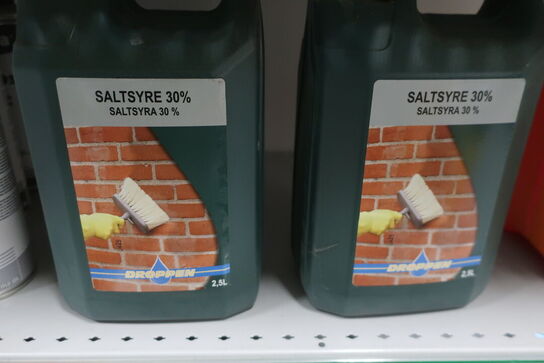 SALTSYRE 30%
SALTSYRA 30 %
DROPPEN
2,5L
SALTSYRE 30%
SALTSYRA 30 %
DROPPEN
2,5L